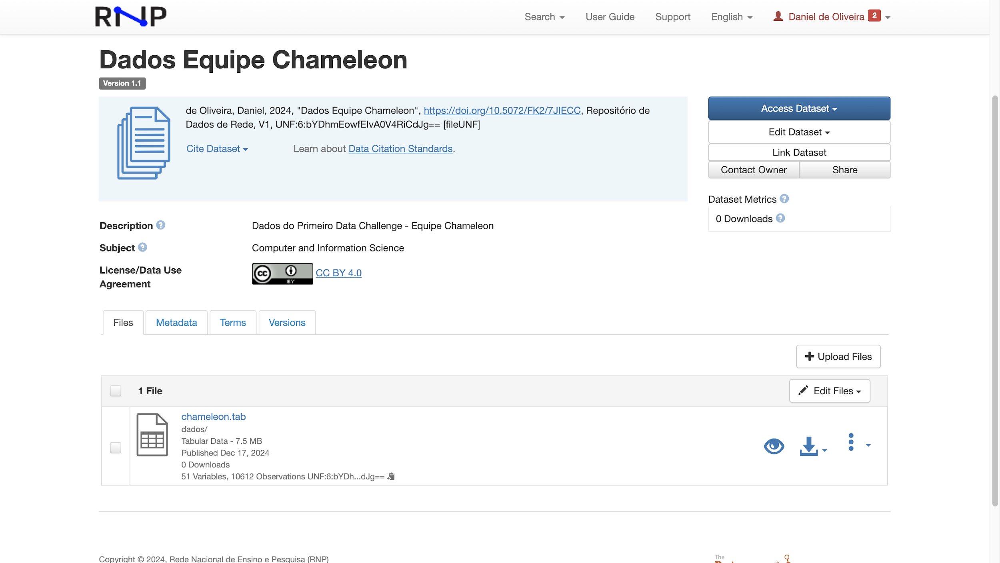 RNP
Search
User Guide
Support
English
Daniel de Oliveira 2
Dados Equipe Chameleon
Version 1.1
de Oliveira, Daniel, 2024, "Dados Equipe Chameleon", https://doi.org/10.5072/FK2/7JIECC, Repositório de
Dados de Rede, V1, UNF:6:bYDhmEowfEIvA0V4RiCdJg== [fileUNF]
Cite Dataset
Learn about Data Citation Standards.
Access Dataset
Edit Dataset
Link Dataset
Contact Owner
Share
Dataset Metrics ?
0 Downloads ?
Description ?
Dados do Primeiro Data Challenge - Equipe Chameleon
Subject ?
Computer and Information Science
License/Data Use
Agreement
cc BY CC BY 4.0
Files
Metadata
Terms
Versions
+ Upload Files
1 File
Edit Files
chameleon.tab
dados/
Tabular Data - 7.5 MB
Published Dec 17, 2024
0 Downloads
51 Variables, 10612 Observations UNF:6:bYDh...dJg==
Copyright © 2024, Rede Nacional de Ensino e Pesquisa (RNP)
The